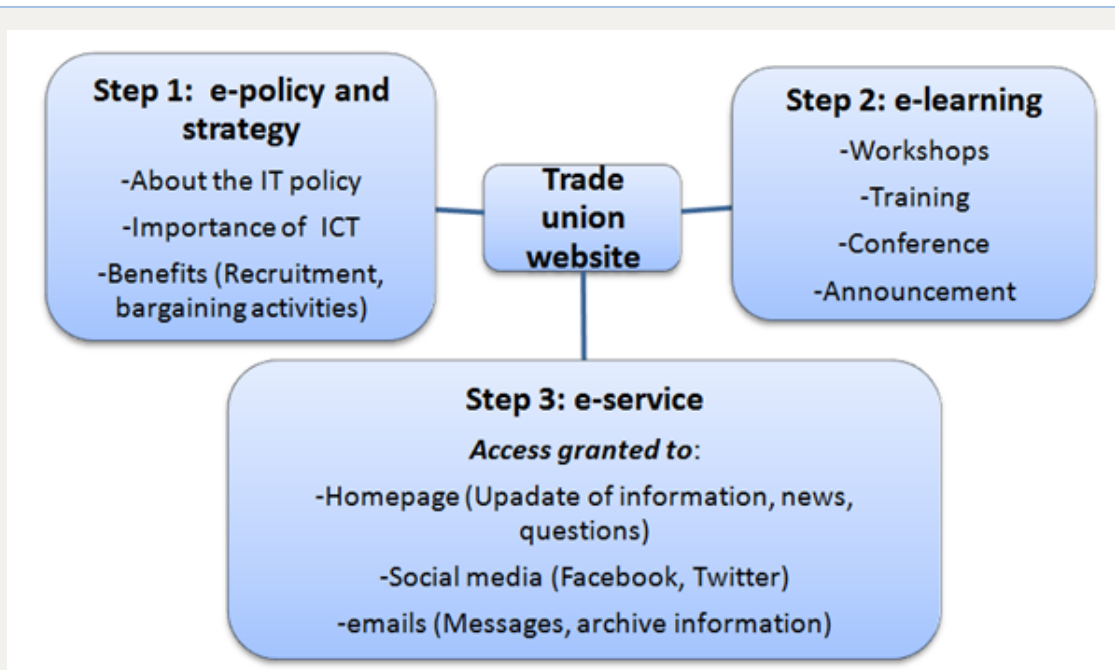 Step 1: e-policy and
strategy
-About the IT policy
-Importance of ICT
-Benefits (Recruitment,
bargaining activities)
Trade
union
website
Step 2: e-learning
-Workshops
-Training
-Conference
-Announcement
Step 3: e-service
Access granted to:
-Homepage (Upadate of information, news,
questions)
-Social media (Facebook, Twitter)
-emails (Messages, archive information)